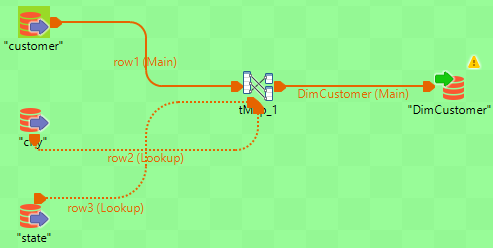 "customer"
row1 (Main)
DimCustomer (Main)
tMap_1
"DimCustomer"
"city"
row2 (Lookup)
row3 (Lookup)
"state"